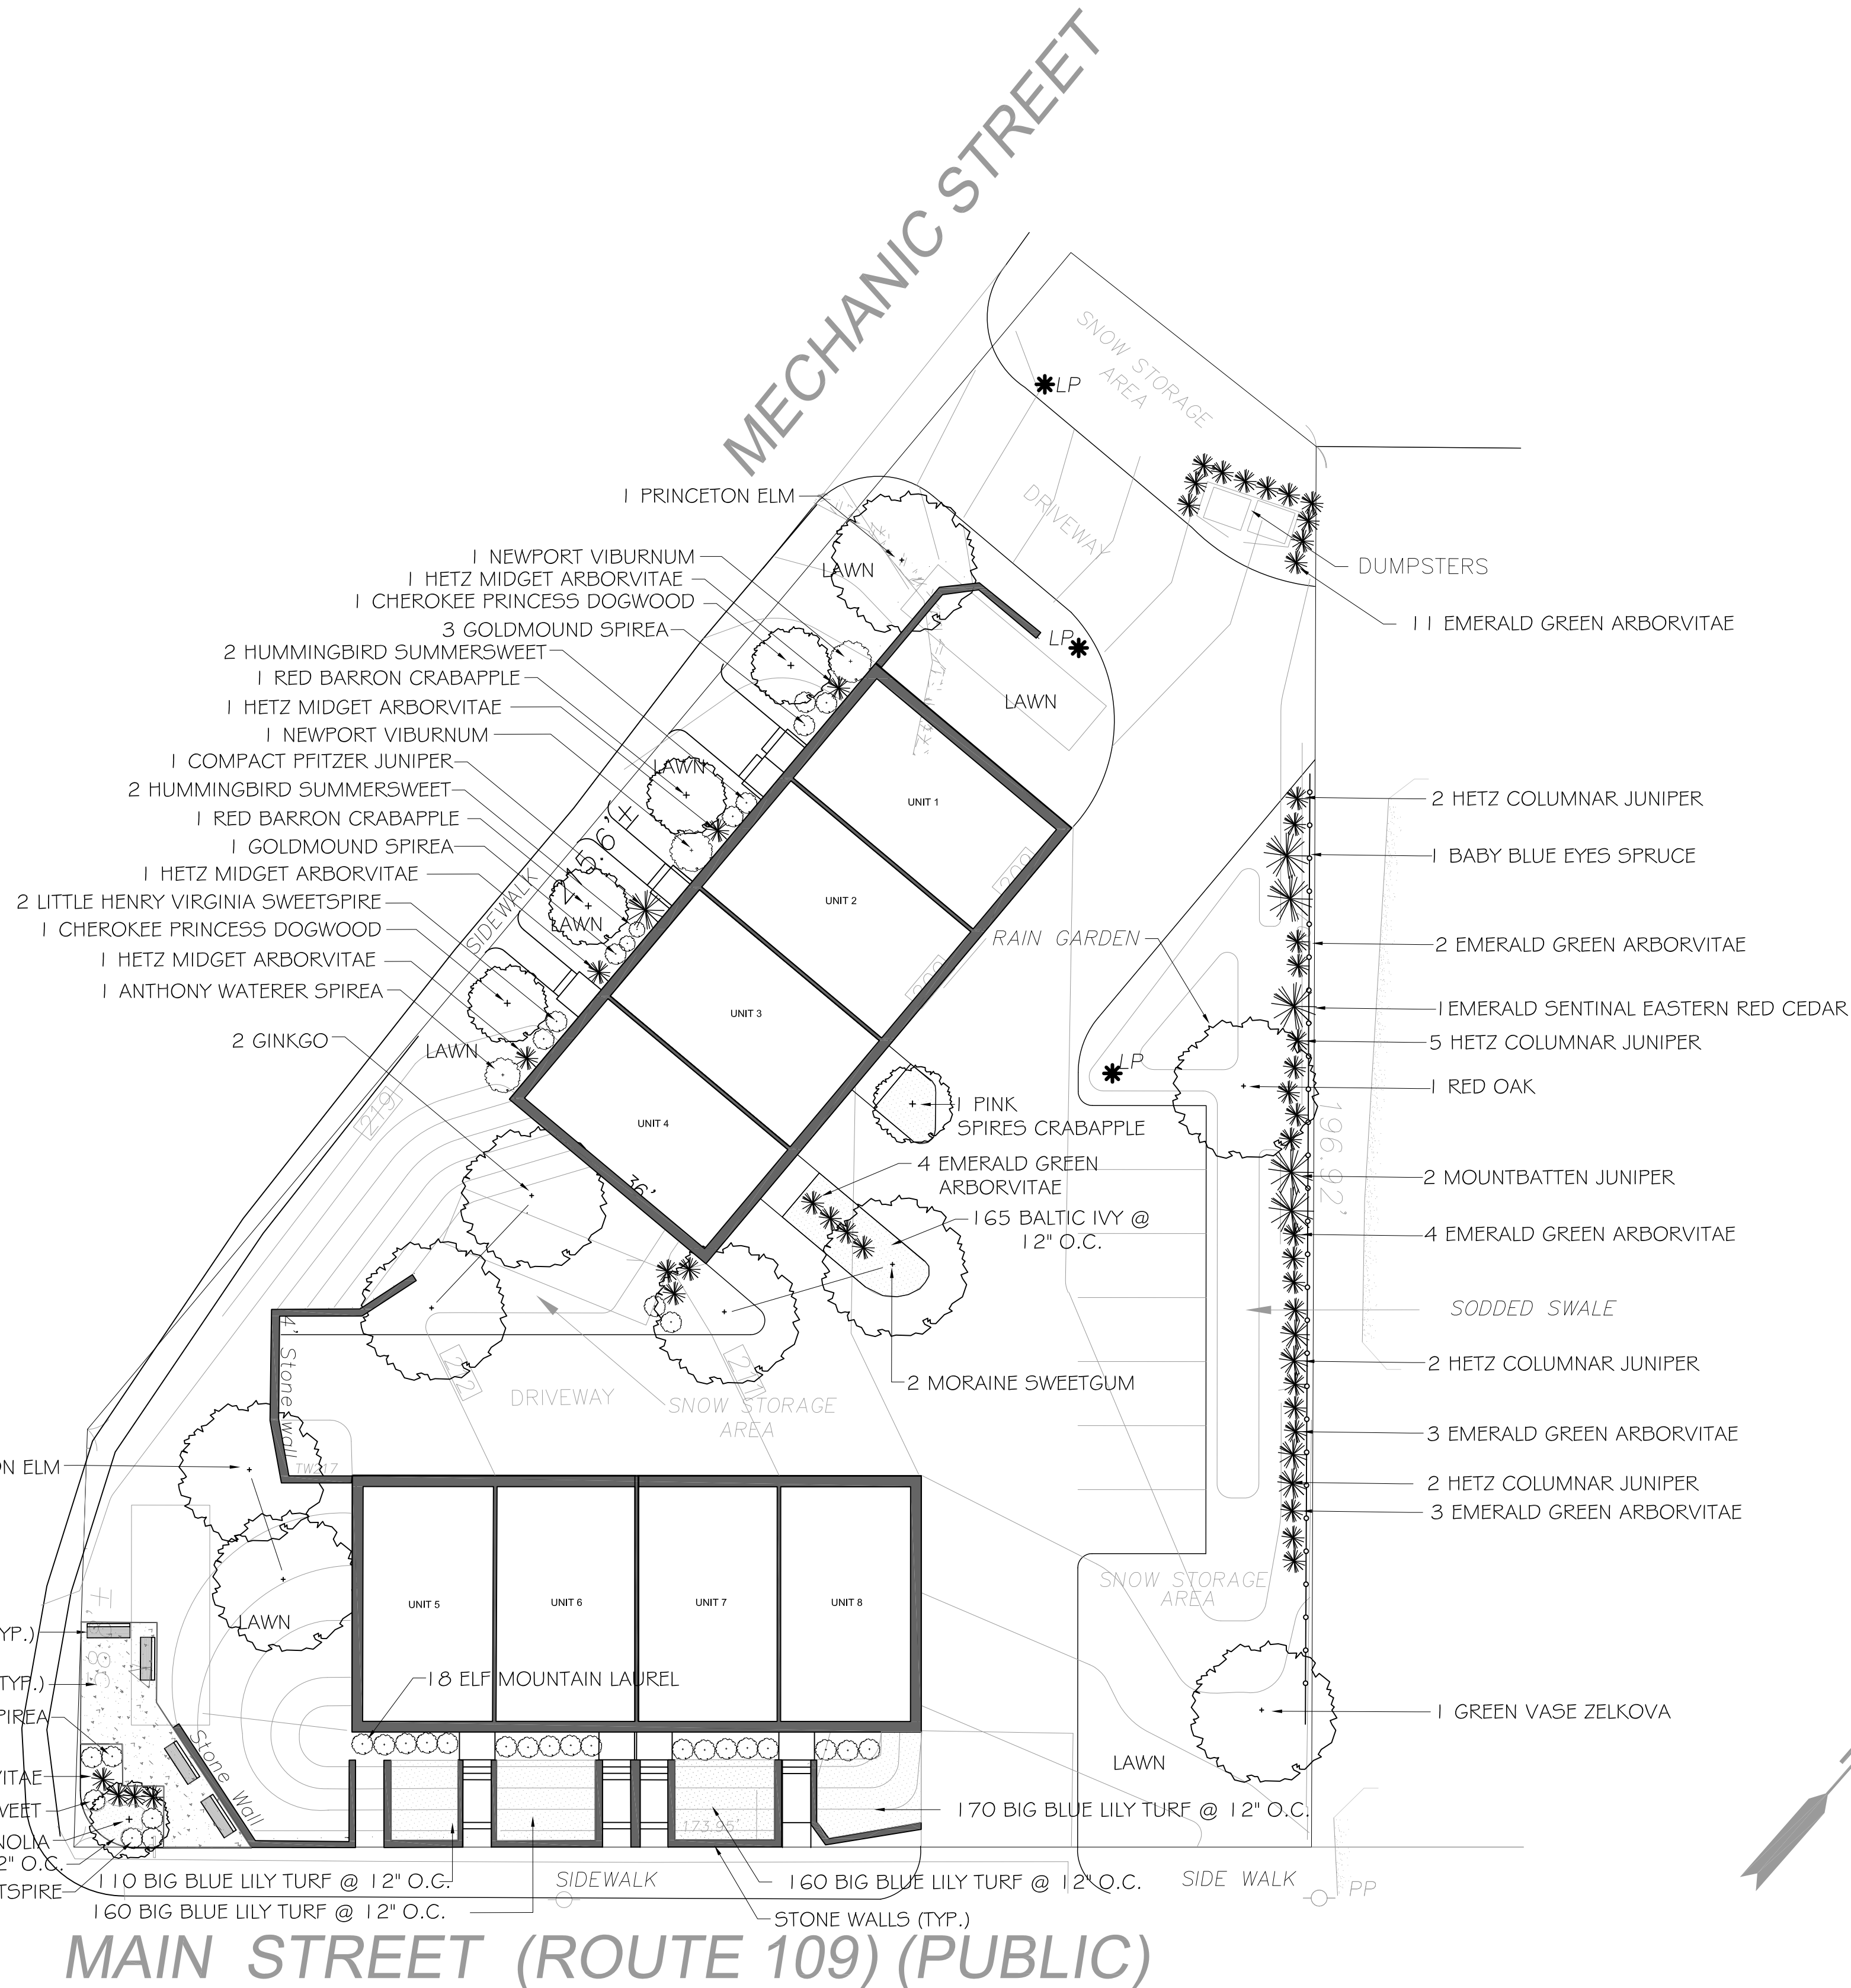 MECHANIC STREET
SNOW STORAGE
AREA
LP
DRIVEWAY
1 PRINCETON ELM
LAWN
DUMPSTERS
11 EMERALD GREEN ARBORVITAE
1 NEWPORT VIBURNUM
1 HETZ MIDGET ARBORVITAE
1 CHEROKEE PRINCESS DOGWOOD
3 GOLDMOUND SPIREA
2 HUMMINGBIRD SUMMERSWEET
1 RED BARRON CRABAPPLE
1 HETZ MIDGET ARBORVITAE
1 NEWPORT VIBURNUM
1 COMPACT PFITZER JUNIPER
2 HUMMINGBIRD SUMMERSWEET
1 RED BARRON CRABAPPLE
1 GOLDMOUND SPIREA
1 HETZ MIDGET ARBORVITAE
2 LITTLE HENRY VIRGINIA SWEETSPIRE
1 CHEROKEE PRINCESS DOGWOOD
1 HETZ MIDGET ARBORVITAE
1 ANTHONY WATERER SPIREA
2 GINKGO
LP
LAWN
LAWN
LAWN
LAWN
SIDEWALK
219
UNIT 1
UNIT 2
UNIT 3
UNIT 4
36'
RAIN GARDEN
LP
2 HETZ COLUMNAR JUNIPER
1 BABY BLUE EYES SPRUCE
2 EMERALD GREEN ARBORVITAE
1 EMERALD SENTINAL EASTERN RED CEDAR
5 HETZ COLUMNAR JUNIPER
1 RED OAK
196.92'
2 MOUNTBATTEN JUNIPER
4 EMERALD GREEN ARBORVITAE
SODDED SWALE
2 HETZ COLUMNAR JUNIPER
3 EMERALD GREEN ARBORVITAE
2 HETZ COLUMNAR JUNIPER
3 EMERALD GREEN ARBORVITAE
1 PINK
SPIRES CRABAPPLE
4 EMERALD GREEN
ARBORVITAE
165 BALTIC IVY @
12" O.C.
2 MORAINE SWEETGUM
4' Stone wall
TW217
DRIVEWAY
SNOW STORAGE
AREA
ELM
LAWN
UNIT 5
UNIT 6
UNIT 7
UNIT 8
SNOW STORAGE
AREA
1 GREEN VASE ZELKOVA
LAWN
18 ELF MOUNTAIN LAUREL
Stone Wall
O.C.
170 BIG BLUE LILY TURF @ 12" O.C.
173.95'
110 BIG BLUE LILY TURF @ 12" O.C.
160 BIG BLUE LILY TURF @ 12" O.C.
160 BIG BLUE LILY TURF @ 12" O.C.
SIDEWALK
SIDE WALK
PP
STONE WALLS (TYP.)
MAIN STREET (ROUTE 109) (PUBLIC)